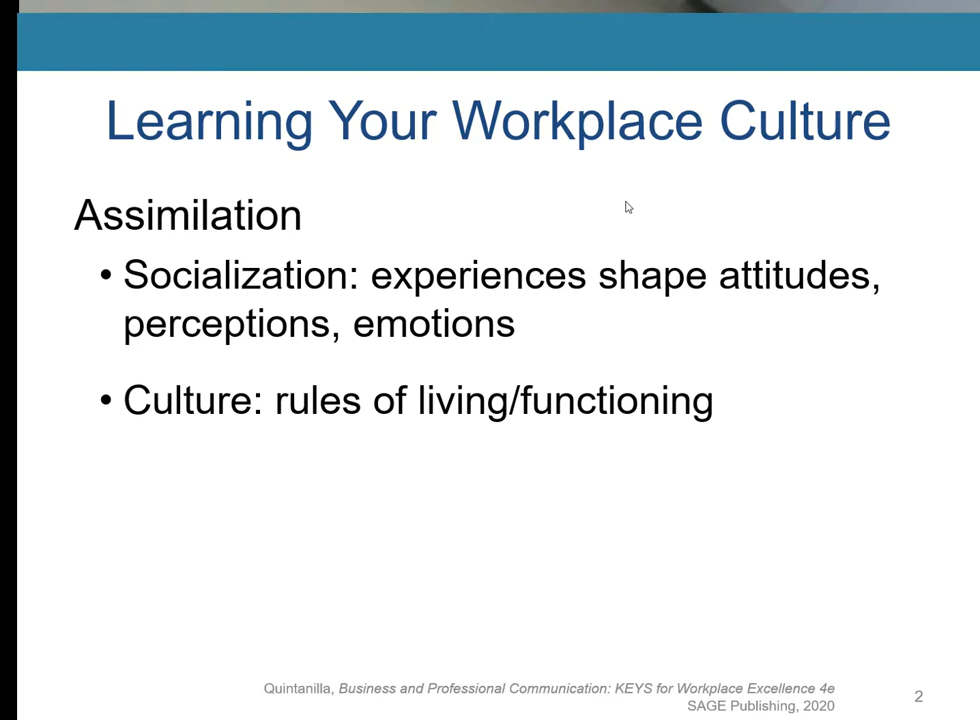 Learning Your Workplace Culture
Assimilation
• Socialization: experiences shape attitudes,
perceptions, emotions
• Culture: rules of living/functioning
Quintanilla, Business and Professional Communication: KEYS for Workplace Excellence 4e
SAGE Publishing, 2020
2